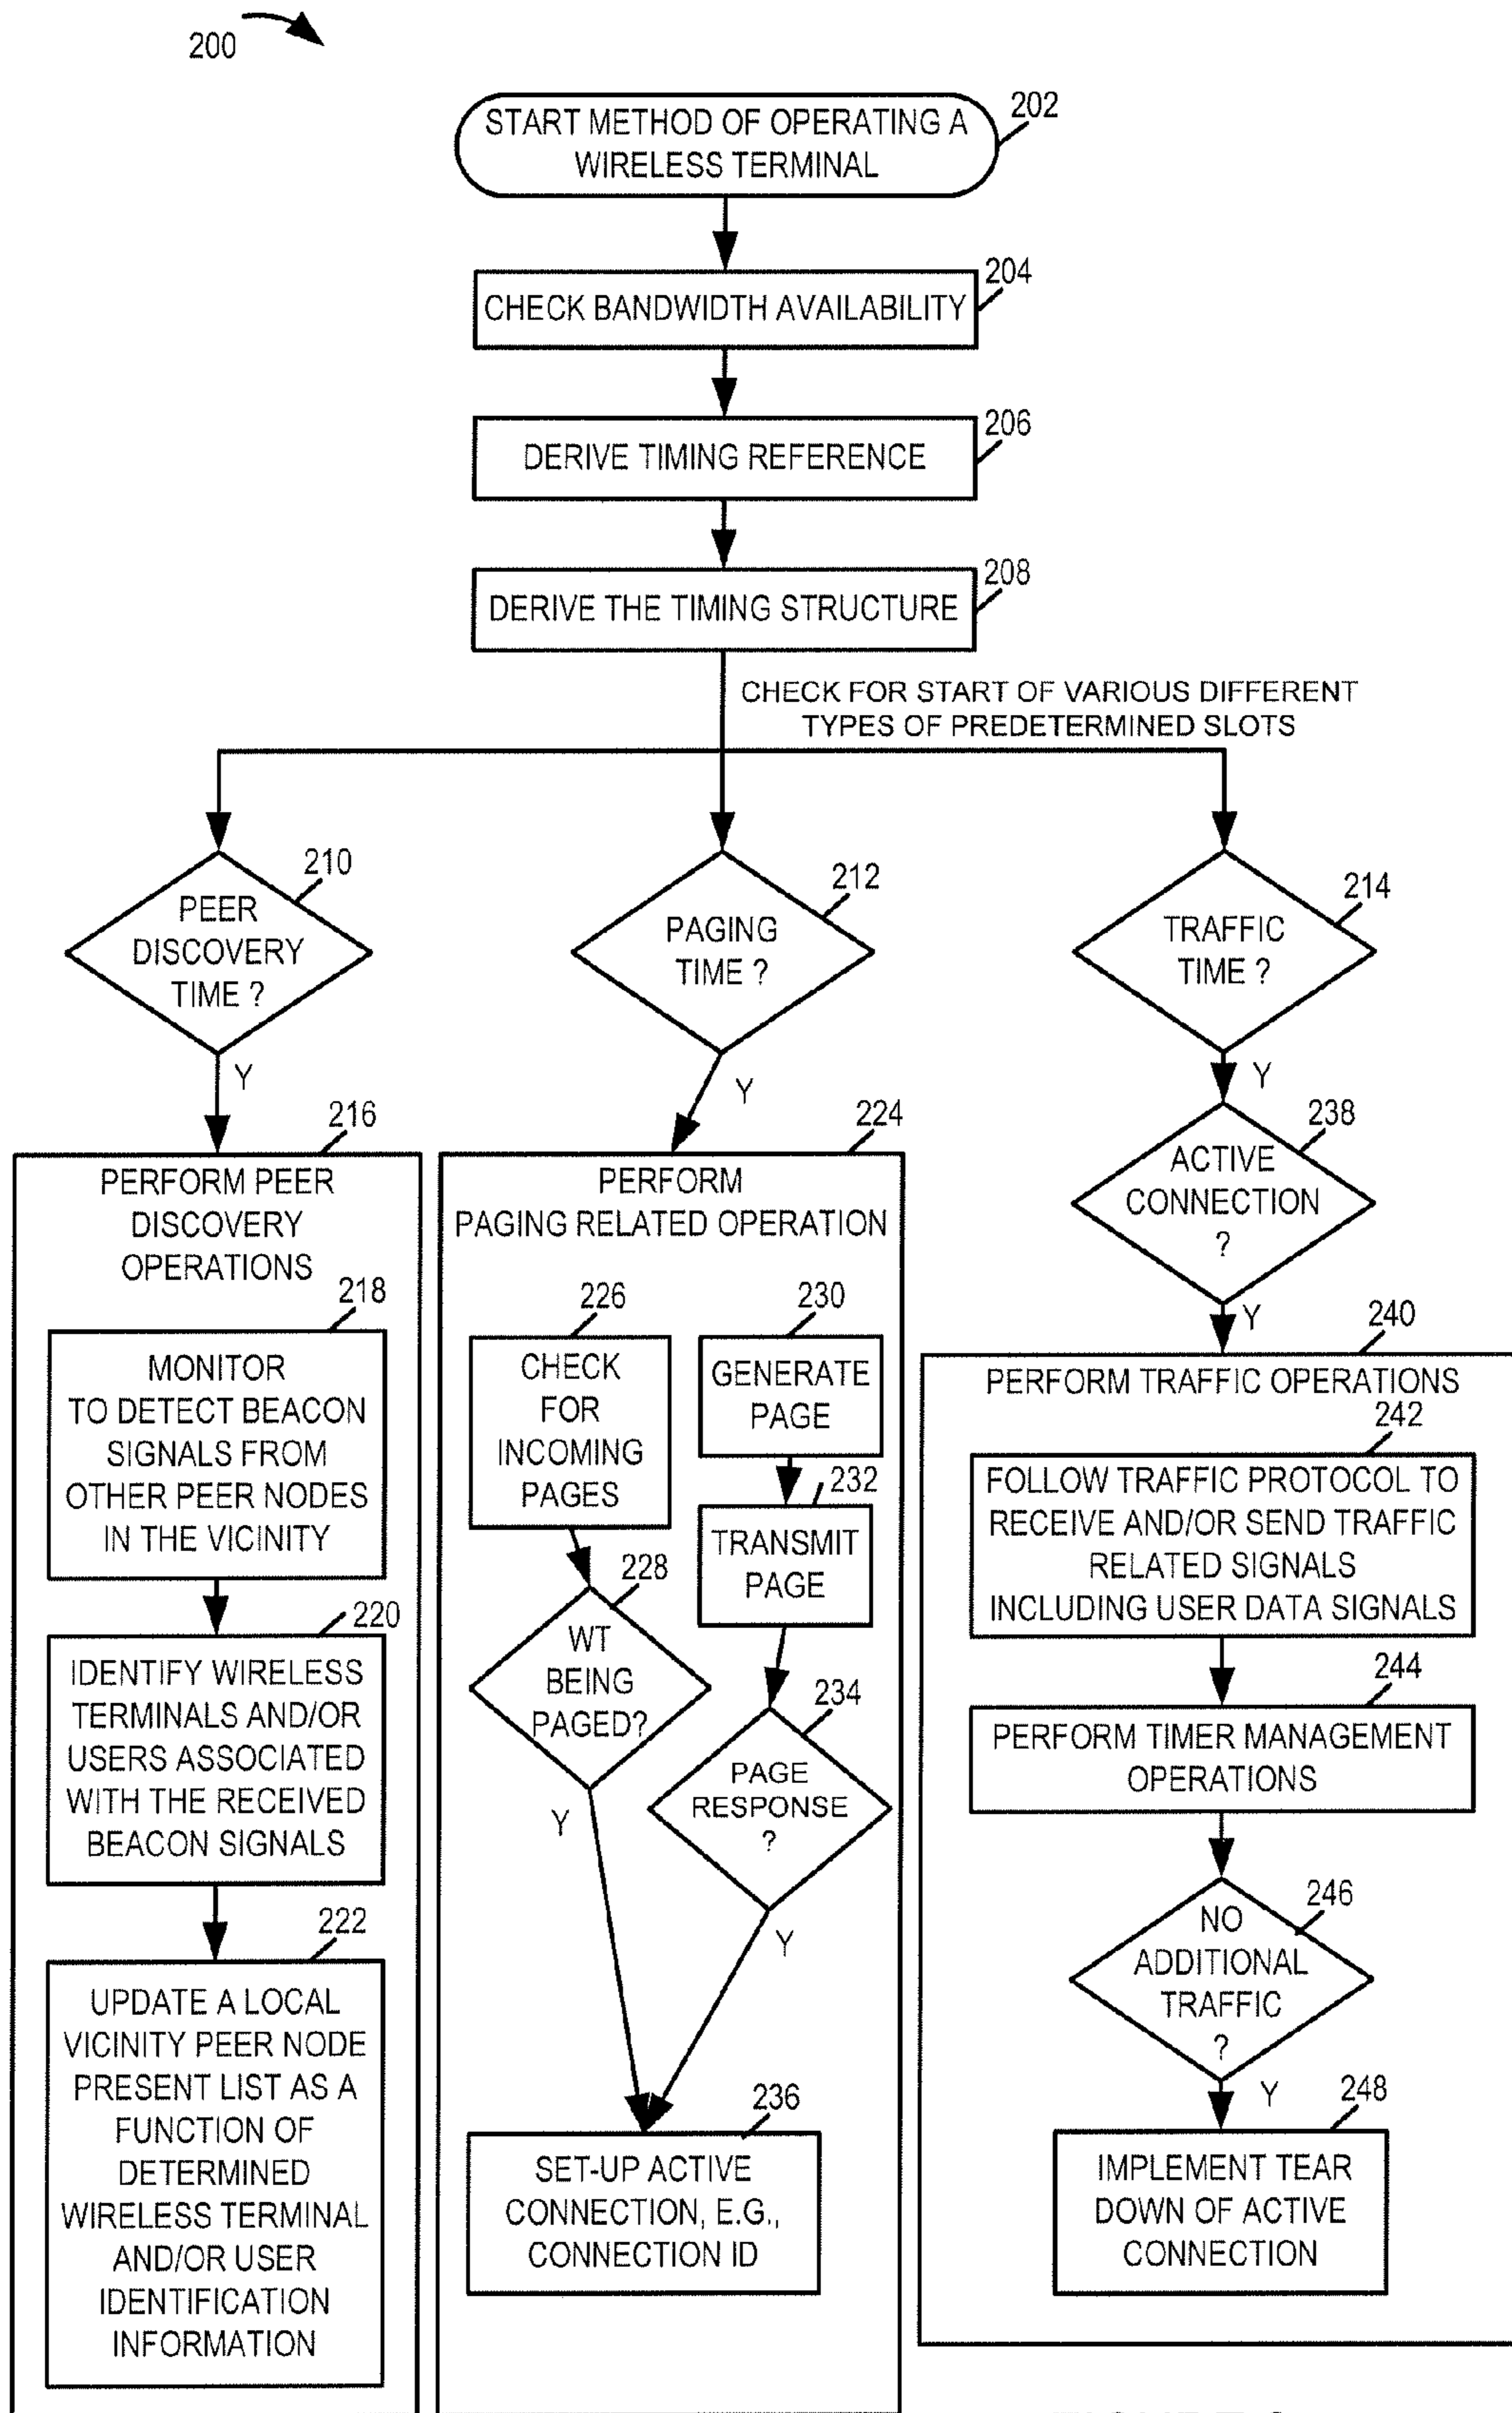 200
START METHOD OF OPERATING A
WIRELESS TERMINAL
202
CHECK BANDWIDTH AVAILABILITY
204
DERIVE TIMING REFERENCE
206
DERIVE THE TIMING STRUCTURE
208
CHECK FOR START OF VARIOUS DIFFERENT
TYPES OF PREDETERMINED SLOTS
210
PEER
DISCOVERY
TIME ?
Y
212
PAGING
TIME ?
Y
214
TRAFFIC
TIME ?
Y
216
PERFORM PEER
DISCOVERY
OPERATIONS
218
MONITOR
TO DETECT BEACON
SIGNALS FROM
OTHER PEER NODES
IN THE VICINITY
220
IDENTIFY WIRELESS
TERMINALS AND/OR
USERS ASSOCIATED
WITH THE RECEIVED
BEACON SIGNALS
222
UPDATE A LOCAL
VICINITY PEER NODE
PRESENT LIST AS A
FUNCTION OF
DETERMINED
WIRELESS TERMINAL
AND/OR USER
IDENTIFICATION
INFORMATION
224
PERFORM
PAGING RELATED OPERATION
226
CHECK
FOR
INCOMING
PAGES
228
WT
BEING
PAGED?
Y
230
GENERATE
PAGE
232
TRANSMIT
PAGE
234
PAGE
RESPONSE
?
Y
236
SET-UP ACTIVE
CONNECTION, E.G.,
CONNECTION ID
238
ACTIVE
CONNECTION
?
Y
240
PERFORM TRAFFIC OPERATIONS
242
FOLLOW TRAFFIC PROTOCOL TO
RECEIVE AND/OR SEND TRAFFIC
RELATED SIGNALS
INCLUDING USER DATA SIGNALS
244
PERFORM TIMER MANAGEMENT
OPERATIONS
246
NO
ADDITIONAL
TRAFFIC
?
Y
248
IMPLEMENT TEAR
DOWN OF ACTIVE
CONNECTION